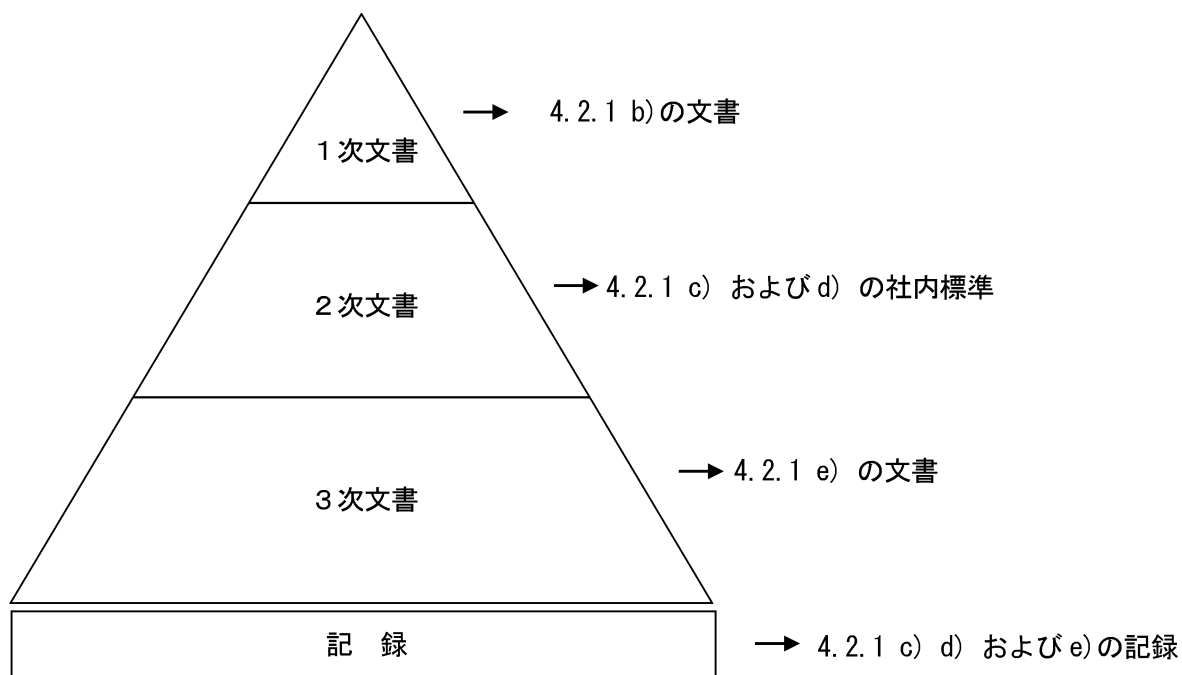 4.2.1 b)の文書
１次文書
4.2.1 c) およびd) の社内標準
２次文書
4.2.1 e) の文書
３次文書
記　録
4.2.1 c) d) およびe)の記録